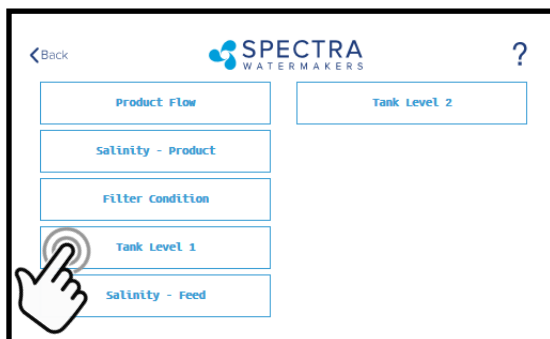 Back
SPECTRA
WATERMAKERS
?
Product Flow
Tank Level 2
Salinity - Product
Filter Condition
Tank Level 1
Salinity - Feed